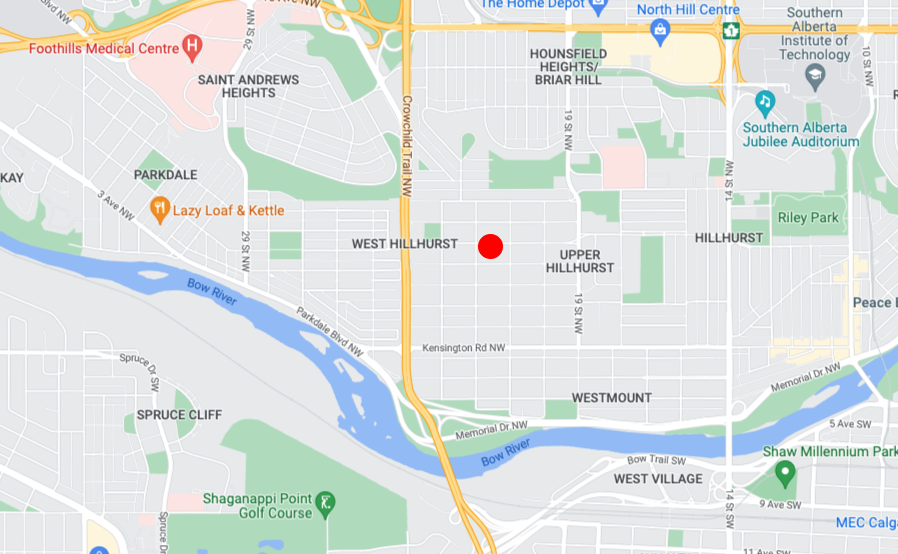 The Home Depot
North Hill Centre
Southern
Alberta
Institute of
Technology
1
29 St NW
Foothills Medical Centre
H
HOUNSFIELD
HEIGHTS/
BRIAR HILL
10 St NW
SAINT ANDREWS
HEIGHTS
Crowchild Trail NW
19 St NW
Southern Alberta
Jubilee Auditorium
KAY
PARKDALE
14 St NW
3 Ave NW
Lazy Loaf & Kettle
Riley Park
29 St NW
WEST HILLHURST
HILLHURST
UPPER
HILLHURST
Bow River
19 St NW
Peace
Parkdale Blvd NW
Kensington Rd NW
Spruce Dr SW
Memorial Dr NW
WESTMOUNT
SPRUCE CLIFF
Memorial Dr NW
5 Ave SW
Bow River
Shaw Millennium Park
Bow Trail SW
WEST VILLAGE
Shaganappi Point
Golf Course
14 St SW
9 Ave SW
Spruce Dr
MEC Calga
11 Ave SW